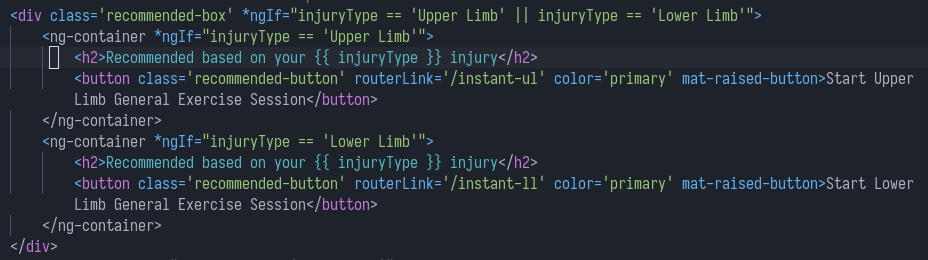 <div class='recommended-box' *ngIf="injuryType == 'Upper Limb' || injuryType == 'Lower Limb'">
<ng-container *ngIf="injuryType == 'Upper Limb'">
<h2>Recommended based on your {{ injuryType }} injury</h2>
<button class='recommended-button' routerLink='/instant-ul' color='primary' mat-raised-button>Start Upper
Limb General Exercise Session</button>
</ng-container>
<ng-container *ngIf="injuryType == 'Lower Limb'">
<h2>Recommended based on your {{ injuryType }} injury</h2>
<button class='recommended-button' routerLink='/instant-ll' color='primary' mat-raised-button>Start Lower
Limb General Exercise Session</button>
</ng-container>
</div>